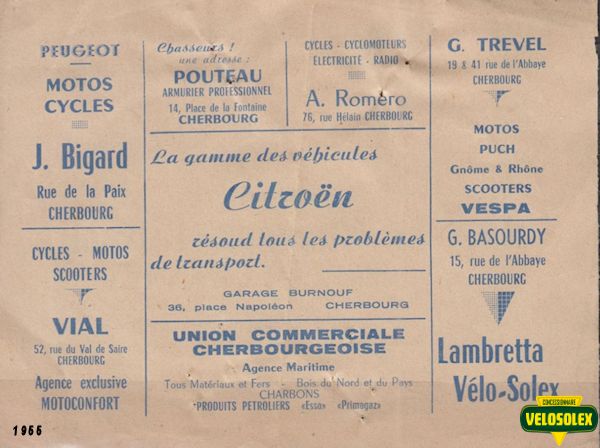 PEUGEOT
MOTOS
CYCLES
J. Bigard
Rue de la Paix
CHERBOURG
CYCLES - MOTOS
SCOOTERS
VIAL
52, rue du Val de Saire
CHERBOURG
Agence exclusive
MOTOCONFORT
Chasseurs !
une adresse :
POUTEAU
ARMURIER PROFESSIONNEL
14, Place de la Fontaine
CHERBOURG
CYCLES - CYCLOMOTEURS
ÉLECTRICITÉ - RADIO
A. Romero
76, rue Hélain CHERBOURG
La gamme des véhicules
Citroën
résoud tous les problèmes
de transport.
GARAGE BURNOUF
36, place Napoléon CHERBOURG
UNION COMMERCIALE
CHERBOURGEOISE
Agence Maritime
Tous Matériaux et Fers - Bois du Nord et du Pays
CHARBONS
PRODUITS PETROLIERS «Esso» «Primagaz»
G. TREVEL
19 & 41 rue de l'Abbaye
CHERBOURG
MOTOS
PUCH
Gnôme & Rhône
SCOOTERS
VESPA
G. BASOURDY
15, rue de l'Abbaye
CHERBOURG
Lambretta
Vélo-Solex
1955
CONCESSIONNAIRE
VELOSOLEX